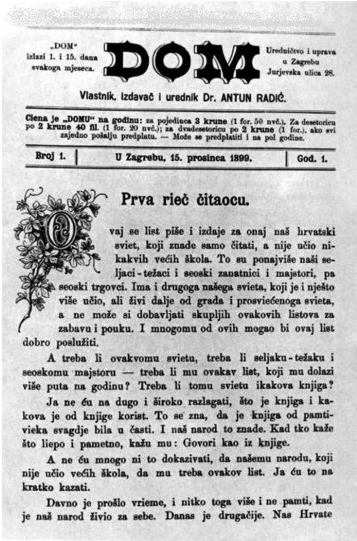 „DOM“
izlazi 1. i 15. dana
svakoga mjeseca.
DOM
Uredničtvo i uprava
u Zagrebu
Jurjevska ulica 28.
Vlastnik, izdavač i urednik Dr. ANTUN RADIĆ.
Ciena je „DOMU“ na godinu: za pojedinca 3 krune (1 for. 50 nvč.). Za desetoricu
po 2 krune 40 fil. (1 for. 20 nvč.); za dvadesetoricu po 2 krune (1 for.), ako svi
zajedno pošalju predplatu. — Može se predplatiti i na pol godine.
Broj 1.
U Zagrebu, 15. prosinca 1899.
God. 1.
Prva rieč čitaocu.
Ovaj se list piše i izdaje za onaj naš hrvatski
sviet, koji znade samo čitati, a nije učio ni-
kakvih većih škola. To su ponajviše naši se-
ljaci-težaci i seoski zanatnici i majstori, pa
seoski trgovci. Ima i drugoga našega svieta, koji je i nješto
više učio, ali živi dalje od grada i prosviećenoga svieta,
a ne može si dobavljati skupljih ovakovih listova za
zabavu i pouku. I mnogomu od ovih mogao bi ovaj list
dobro poslužiti.
A treba li ovakvomu svietu, treba li seljaku-težaku i
seoskomu majstoru — treba li mu ovakav list, koji mu dolazi
više puta na godinu? Treba li tomu svietu ikakova knjiga?
Ja ne ću na dugo i široko razlagati, što je knjiga i ka-
kova je od knjige korist. To se zna, da je knjiga od pamti-
vieka svagdje bila u časti. I naš narod to znade. Kad tko kaže
što liepo i pametno, kažu mu: Govori kao iz knjige.
A ne ću mnogo ni to dokazivati, da našemu narodu, koji
nije učio većih škola, da mu treba ovakov list. Ja ću to na
kratko kazati.
Davno je prošlo vrieme, i nitko toga više i ne pamti, kad
je naš narod živio za sebe. Danas je drugačije. Nas Hrvate